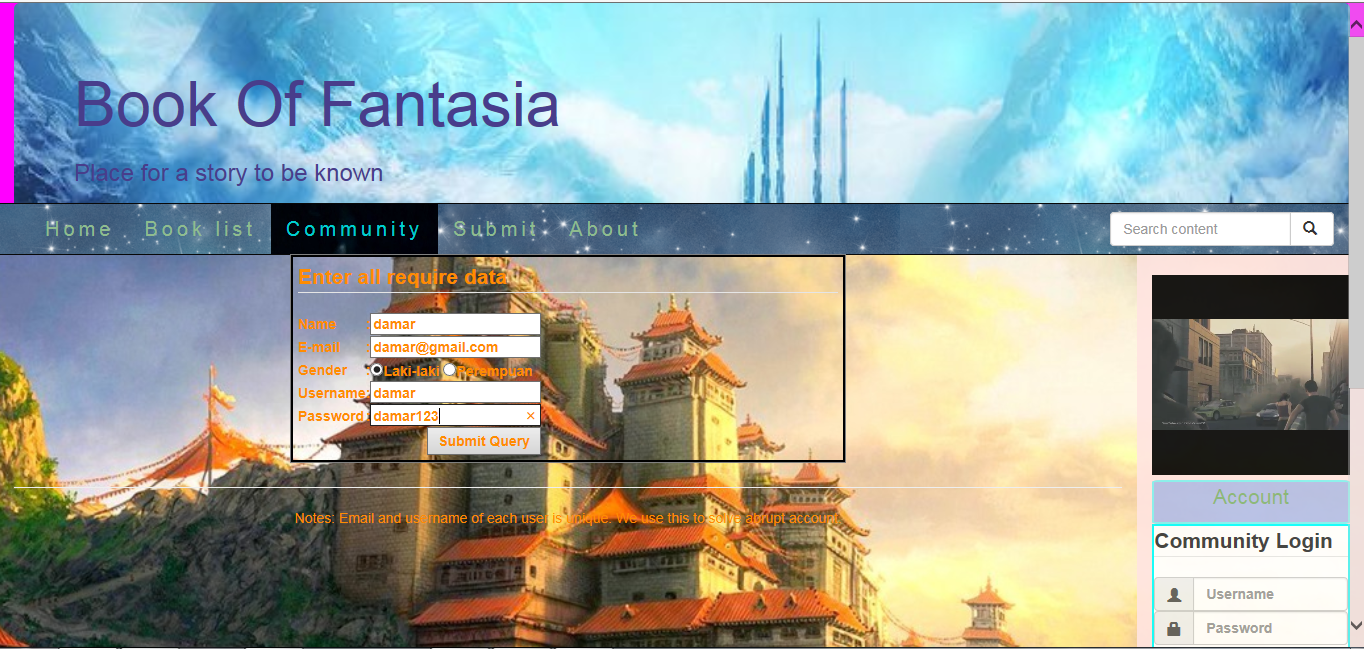 Book Of Fantasia
Place for a story to be known
Home Book list Community Submit About
Search content
Enter all require data
Name : damar
E-mail : damar@gmail.com
Gender : Laki-laki Perempuan
Username: damar
Password : damar123
Submit Query
Notes: Email and username of each user is unique. We use this to solve abrupt account
Account
Community Login
Username
Password